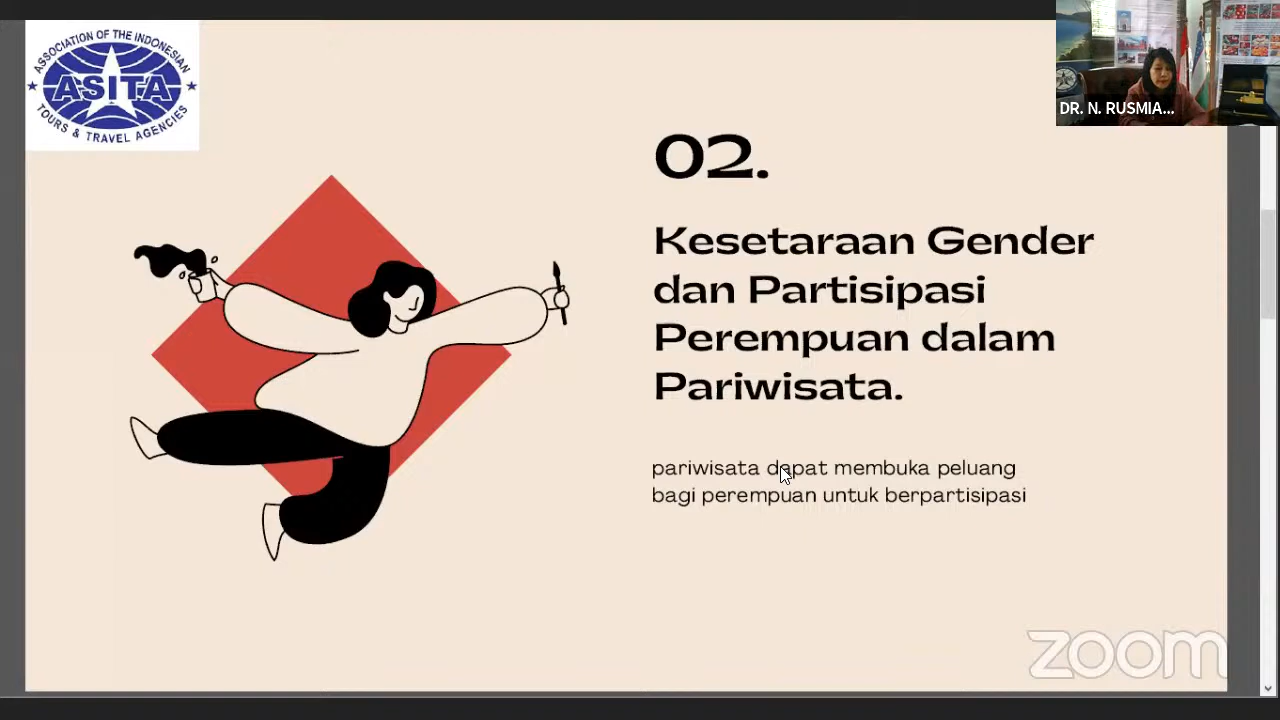 ASSOCIATION OF THE INDONESIAN
ASITA
TOURS & TRAVEL AGENCIES
DR. N. RUSMIA...
02.
Kesetaraan Gender
dan Partisipasi
Perempuan dalam
Pariwisata.
pariwisata dapat membuka peluang
bagi perempuan untuk berpartisipasi
zoom